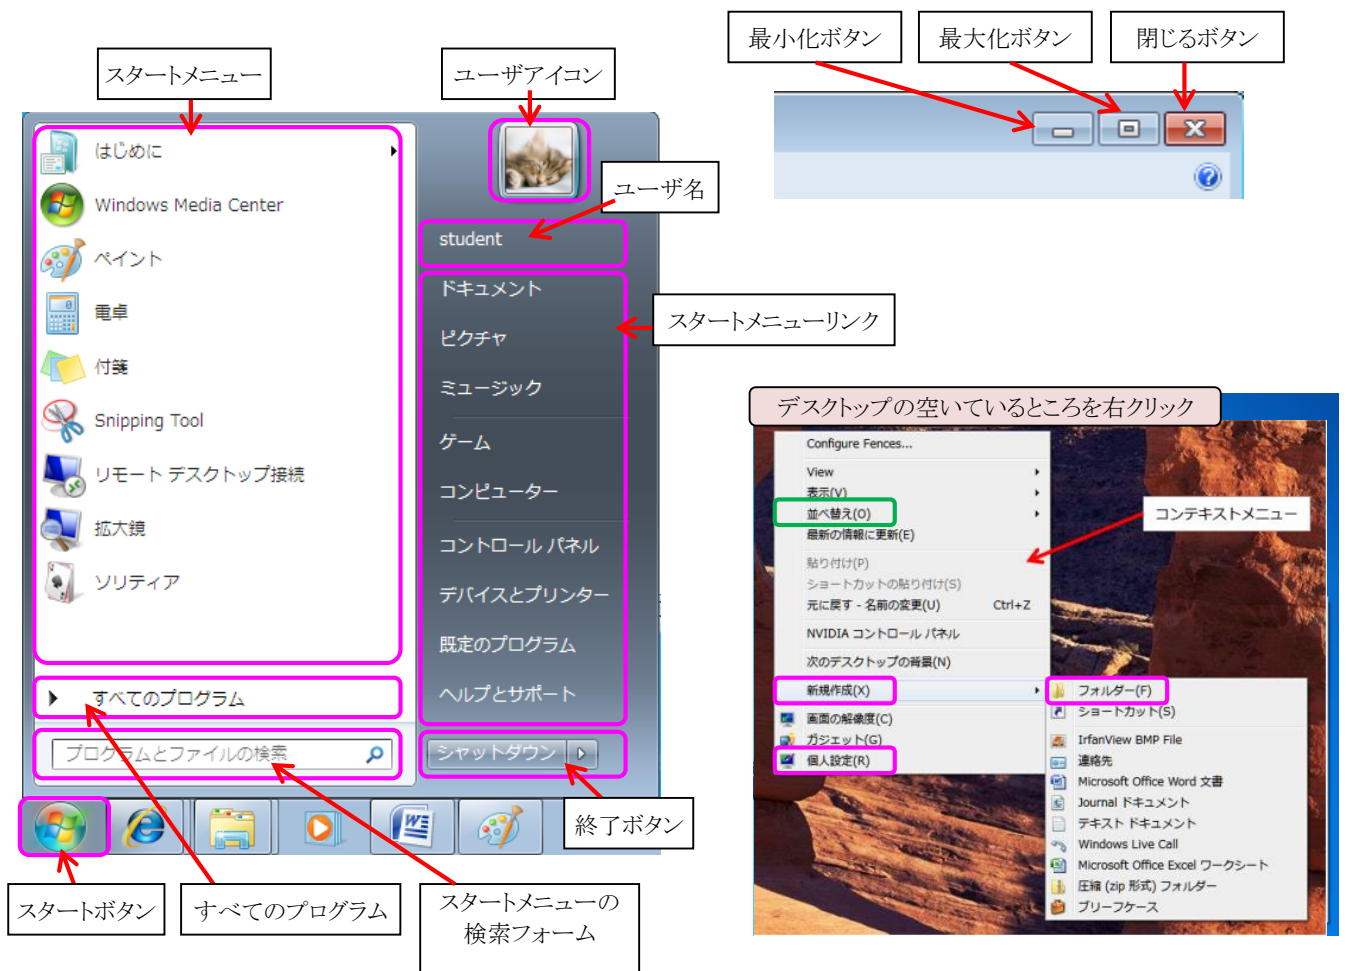 最小化ボタン
最大化ボタン
閉じるボタン
スタートメニュー
ユーザアイコン
はじめに
Windows Media Center
ペイント
電卓
付箋
Snipping Tool
リモート デスクトップ接続
拡大鏡
ソリティア
すべてのプログラム
プログラムとファイルの検索
ユーザ名
student
ドキュメント
ピクチャ
ミュージック
ゲーム
コンピューター
コントロール パネル
デバイスとプリンター
既定のプログラム
ヘルプとサポート
シャットダウン
スタートメニューリンク
終了ボタン
スタートボタン
すべてのプログラム
スタートメニューの
検索フォーム
デスクトップの空いているところを右クリック
Configure Fences...
View
表示(V)
並べ替え(O)
最新の情報に更新(E)
貼り付け(P)
ショートカットの貼り付け(S)
元に戻す - 名前の変更(U) Ctrl+Z
NVIDIA コントロール パネル
次のデスクトップの背景(N)
新規作成(X)
画面の解像度(C)
ガジェット(G)
個人設定(R)
コンテキストメニュー
フォルダー(F)
ショートカット(S)
IrfanView BMP File
連絡先
Microsoft Office Word 文書
Journal ドキュメント
テキスト ドキュメント
Windows Live Call
Microsoft Office Excel ワークシート
圧縮 (zip 形式) フォルダー
ブリーフケース